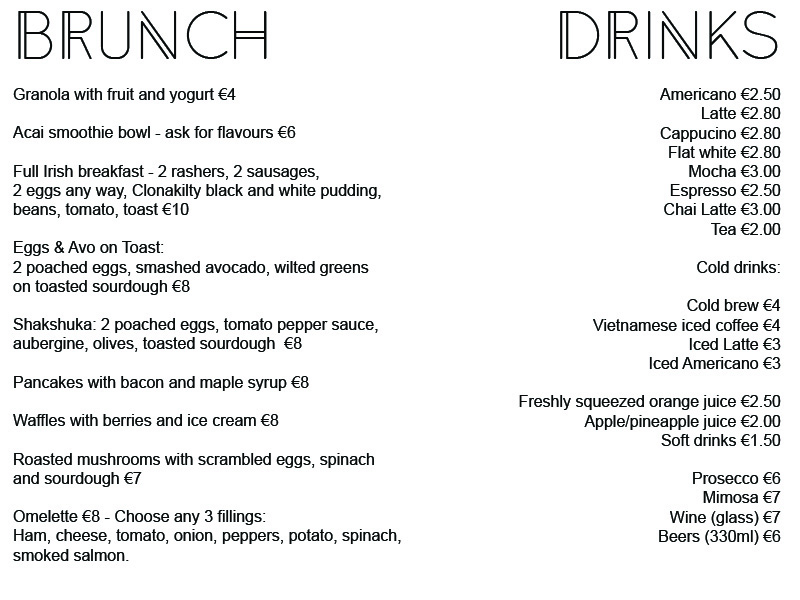 BRUNCH
Granola with fruit and yogurt €4
Acai smoothie bowl - ask for flavours €6
Full Irish breakfast - 2 rashers, 2 sausages,
2 eggs any way, Clonakilty black and white pudding,
beans, tomato, toast €10
Eggs & Avo on Toast:
2 poached eggs, smashed avocado, wilted greens
on toasted sourdough €8
Shakshuka: 2 poached eggs, tomato pepper sauce,
aubergine, olives, toasted sourdough €8
Pancakes with bacon and maple syrup €8
Waffles with berries and ice cream €8
Roasted mushrooms with scrambled eggs, spinach
and sourdough €7
Omelette €8 - Choose any 3 fillings:
Ham, cheese, tomato, onion, peppers, potato, spinach,
smoked salmon.
DRINKS
Americano €2.50
Latte €2.80
Cappucino €2.80
Flat white €2.80
Mocha €3.00
Espresso €2.50
Chai Latte €3.00
Tea €2.00
Cold drinks:
Cold brew €4
Vietnamese iced coffee €4
Iced Latte €3
Iced Americano €3
Freshly squeezed orange juice €2.50
Apple/pineapple juice €2.00
Soft drinks €1.50
Prosecco €6
Mimosa €7
Wine (glass) €7
Beers (330ml) €6